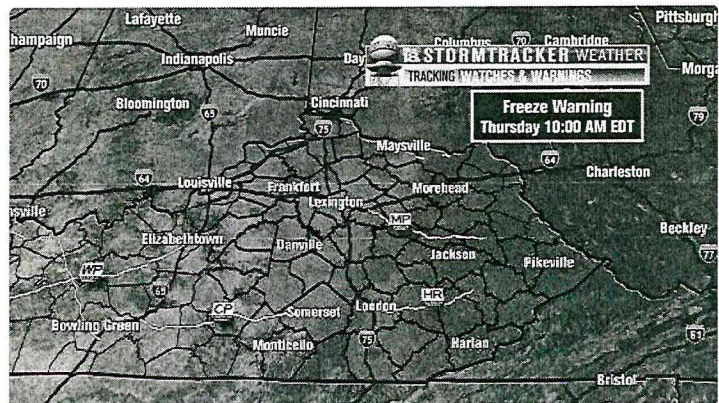 Lafayette
Muncie
Pittsburgh
Champaign
Indianapolis
Day
Columbus
70
Cambridge
STORMTRACKER WEATHER
TRACKING WATCHES & WARNINGS
70
Morga
Bloomington
65
Cincinnati
Freeze Warning
Thursday 10:00 AM EDT
79
75
Maysville
64
64
Charleston
Louisville
Frankfort
Morehead
Lexington
nsville
MP
Beckley
Elizabethtown
Danville
Jackson
Pikeville
77
WP
65
HR
CP
Somerset
London
Bowling Green
Monticello
75
Harlan
81
Bristol